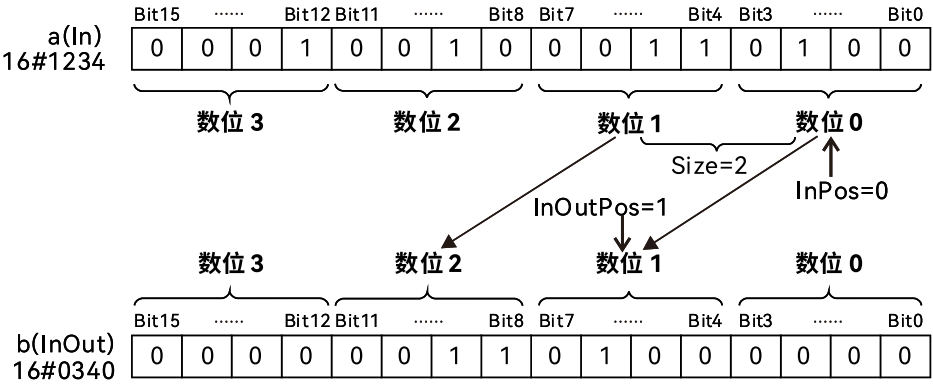 Bit15 ······ Bit12 Bit11 ······ Bit8 Bit7 ······ Bit4 Bit3 ······ Bit0
a(In)
16#1234
0 0 0 1 0 0 1 0 0 0 1 1 0 1 0 0
数位 3 数位 2 数位 1 数位 0
Size=2
InPos=0
InOutPos=1
数位 3 数位 2 数位 1 数位 0
Bit15 ······ Bit12 Bit11 ······ Bit8 Bit7 ······ Bit4 Bit3 ······ Bit0
b(InOut)
16#0340
0 0 0 0 0 0 1 1 0 1 0 0 0 0 0 0